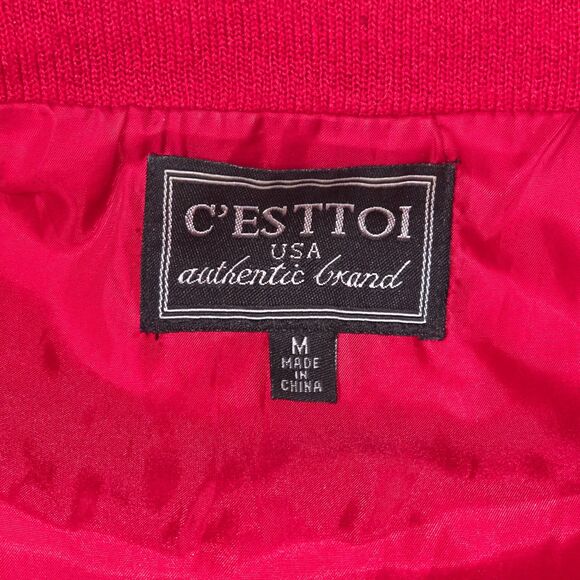 C'ESTTOI
USA
authentic brand
M
MADE
IN
CHINA